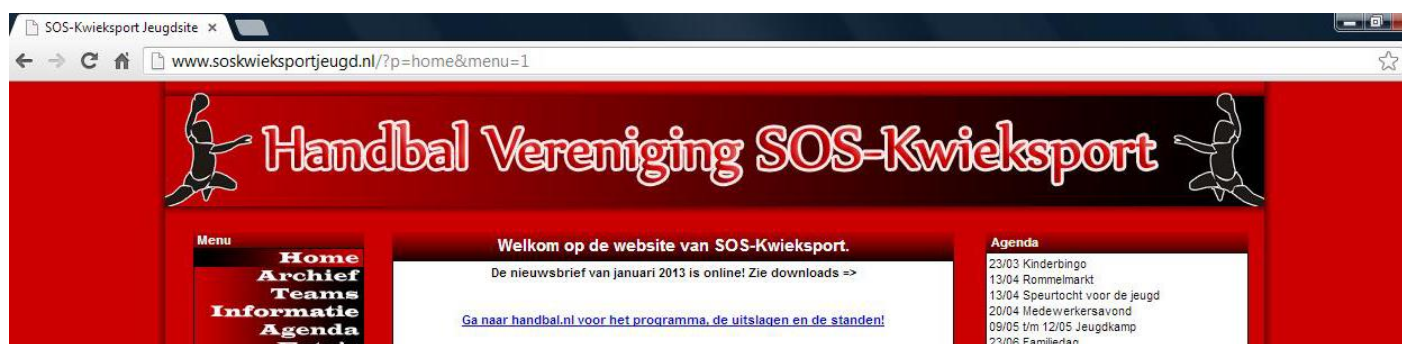 SOS-Kwieksport Jeugdsite
www.soskwieksportjeugd.nl/?p=home&menu=1
Handbal Vereniging SOS-Kwieksport
Menu
Home
Archief
Teams
Informatie
Agenda
Welkom op de website van SOS-Kwieksport.
De nieuwsbrief van januari 2013 is online! Zie downloads =>
Ga naar handbal.nl voor het programma, de uitslagen en de standen!
Agenda
23/03 Kinderbingo
13/04 Rommelmarkt
13/04 Speurtocht voor de jeugd
20/04 Medewerkersavond
09/05 t/m 12/05 Jeugdkamp
23/06 Familiedag